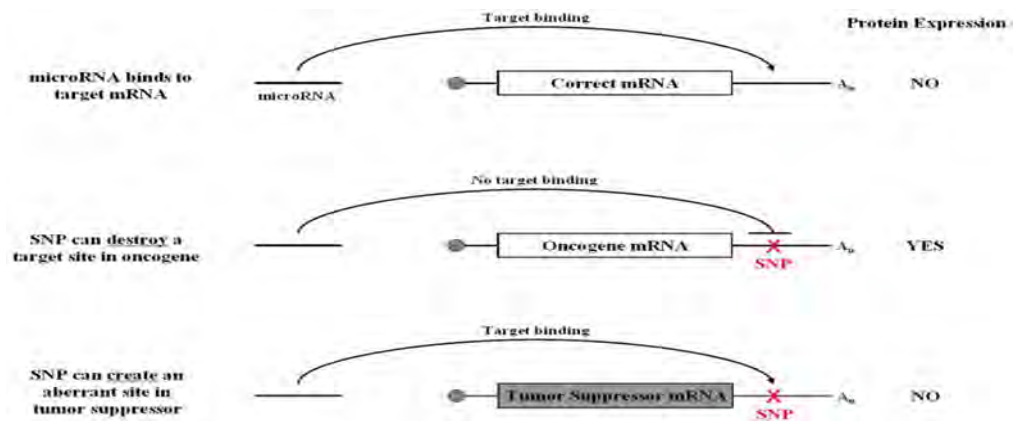 Target binding
Protein Expression
microRNA binds to
target mRNA
microRNA
Correct mRNA
An
NO
No target binding
SNP can destroy a
target site in oncogene
Oncogene mRNA
SNP
An
YES
Target binding
SNP can create an
aberrant site in
tumor suppressor
Tumor Suppressor mRNA
SNP
An
NO